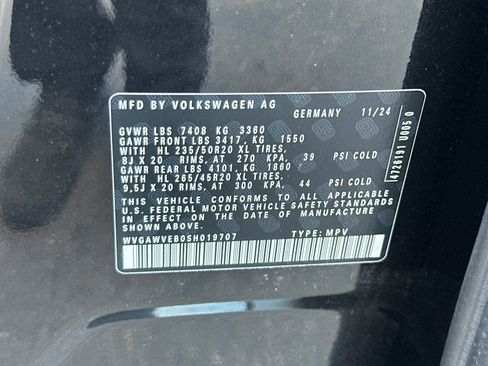 MFD BY VOLKSWAGEN AG
GERMANY 11/24
GVWR LBS 7408 KG 3360
GAWR FRONT LBS 3417, KG 1550
WITH HL 235/50R20 XL TIRES,
8J X 20 RIMS, AT 270 KPA, 39 PSI COLD
GAWR REAR LBS 4101, KG 1860
WITH HL 265/45R20 XL TIRES,
9.5J X 20 RIMS, AT 300 KPA, 44 PSI COLD
THIS VEHICLE CONFORMS TO ALL APPLICABLE
U.S. FEDERAL MOTOR VEHICLE SAFETY STANDARDS
IN EFFECT ON THE DATE OF MANUFACTURE
SHOWN ABOVE.
WVGAWVEB0SH019707 TYPE: MPV
4726191 U005 0